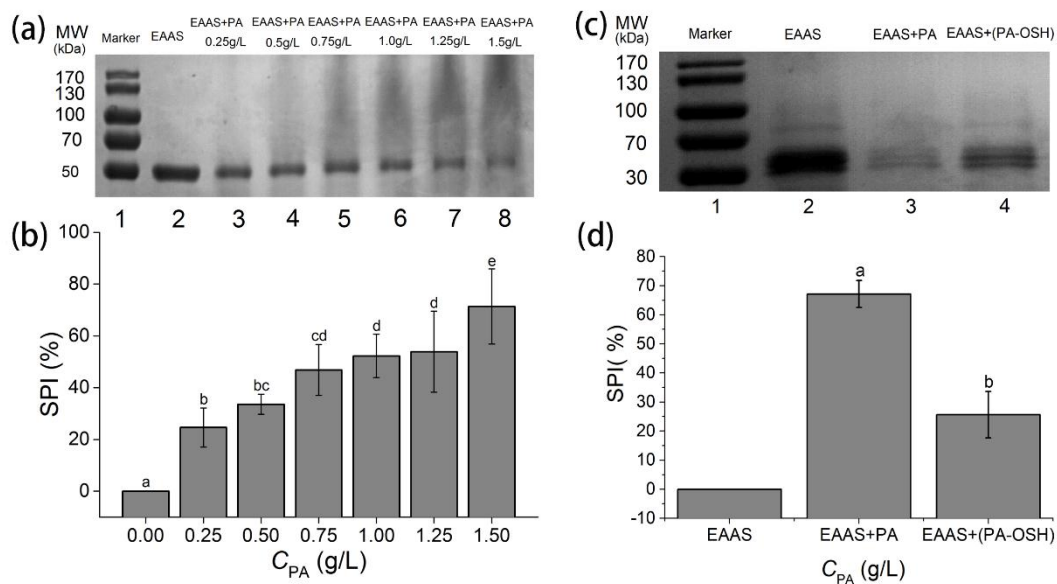 (a)
MW
(kDa)
Marker
EAAS
EAAS+PA
0.25g/L
EAAS+PA
0.5g/L
EAAS+PA
0.75g/L
EAAS+PA
1.0g/L
EAAS+PA
1.25g/L
EAAS+PA
1.5g/L
170
130
100
70
50
1 2 3 4 5 6 7 8
(b)
SPI (%)
100
80
60
40
20
0
a
b
bc
cd
d
d
e
0.00 0.25 0.50 0.75 1.00 1.25 1.50
CPA (g/L)
(c)
MW
(kDa)
Marker EAAS EAAS+PA EAAS+(PA-OSH)
170
130
100
70
30
1 2 3 4
(d)
SPI( %)
80
70
60
50
40
30
20
10
0
-10
a
b
EAAS EAAS+PA EAAS+(PA-OSH)
CPA (g/L)